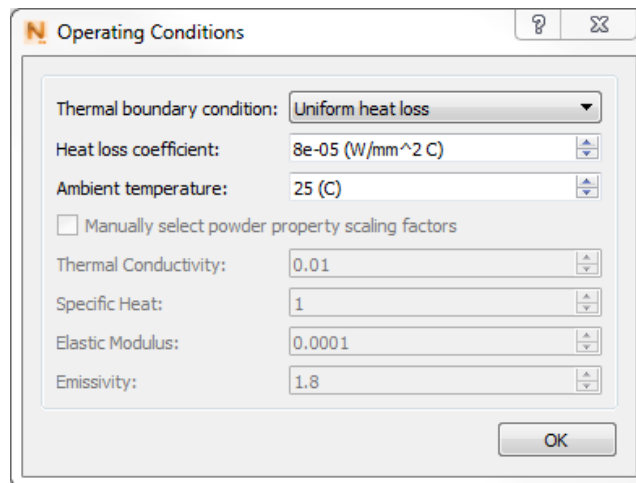 Operating Conditions
Thermal boundary condition: Uniform heat loss
Heat loss coefficient: 8e-05 (W/mm^2 C)
Ambient temperature: 25 (C)
Manually select powder property scaling factors
Thermal Conductivity: 0.01
Specific Heat: 1
Elastic Modulus: 0.0001
Emissivity: 1.8
OK